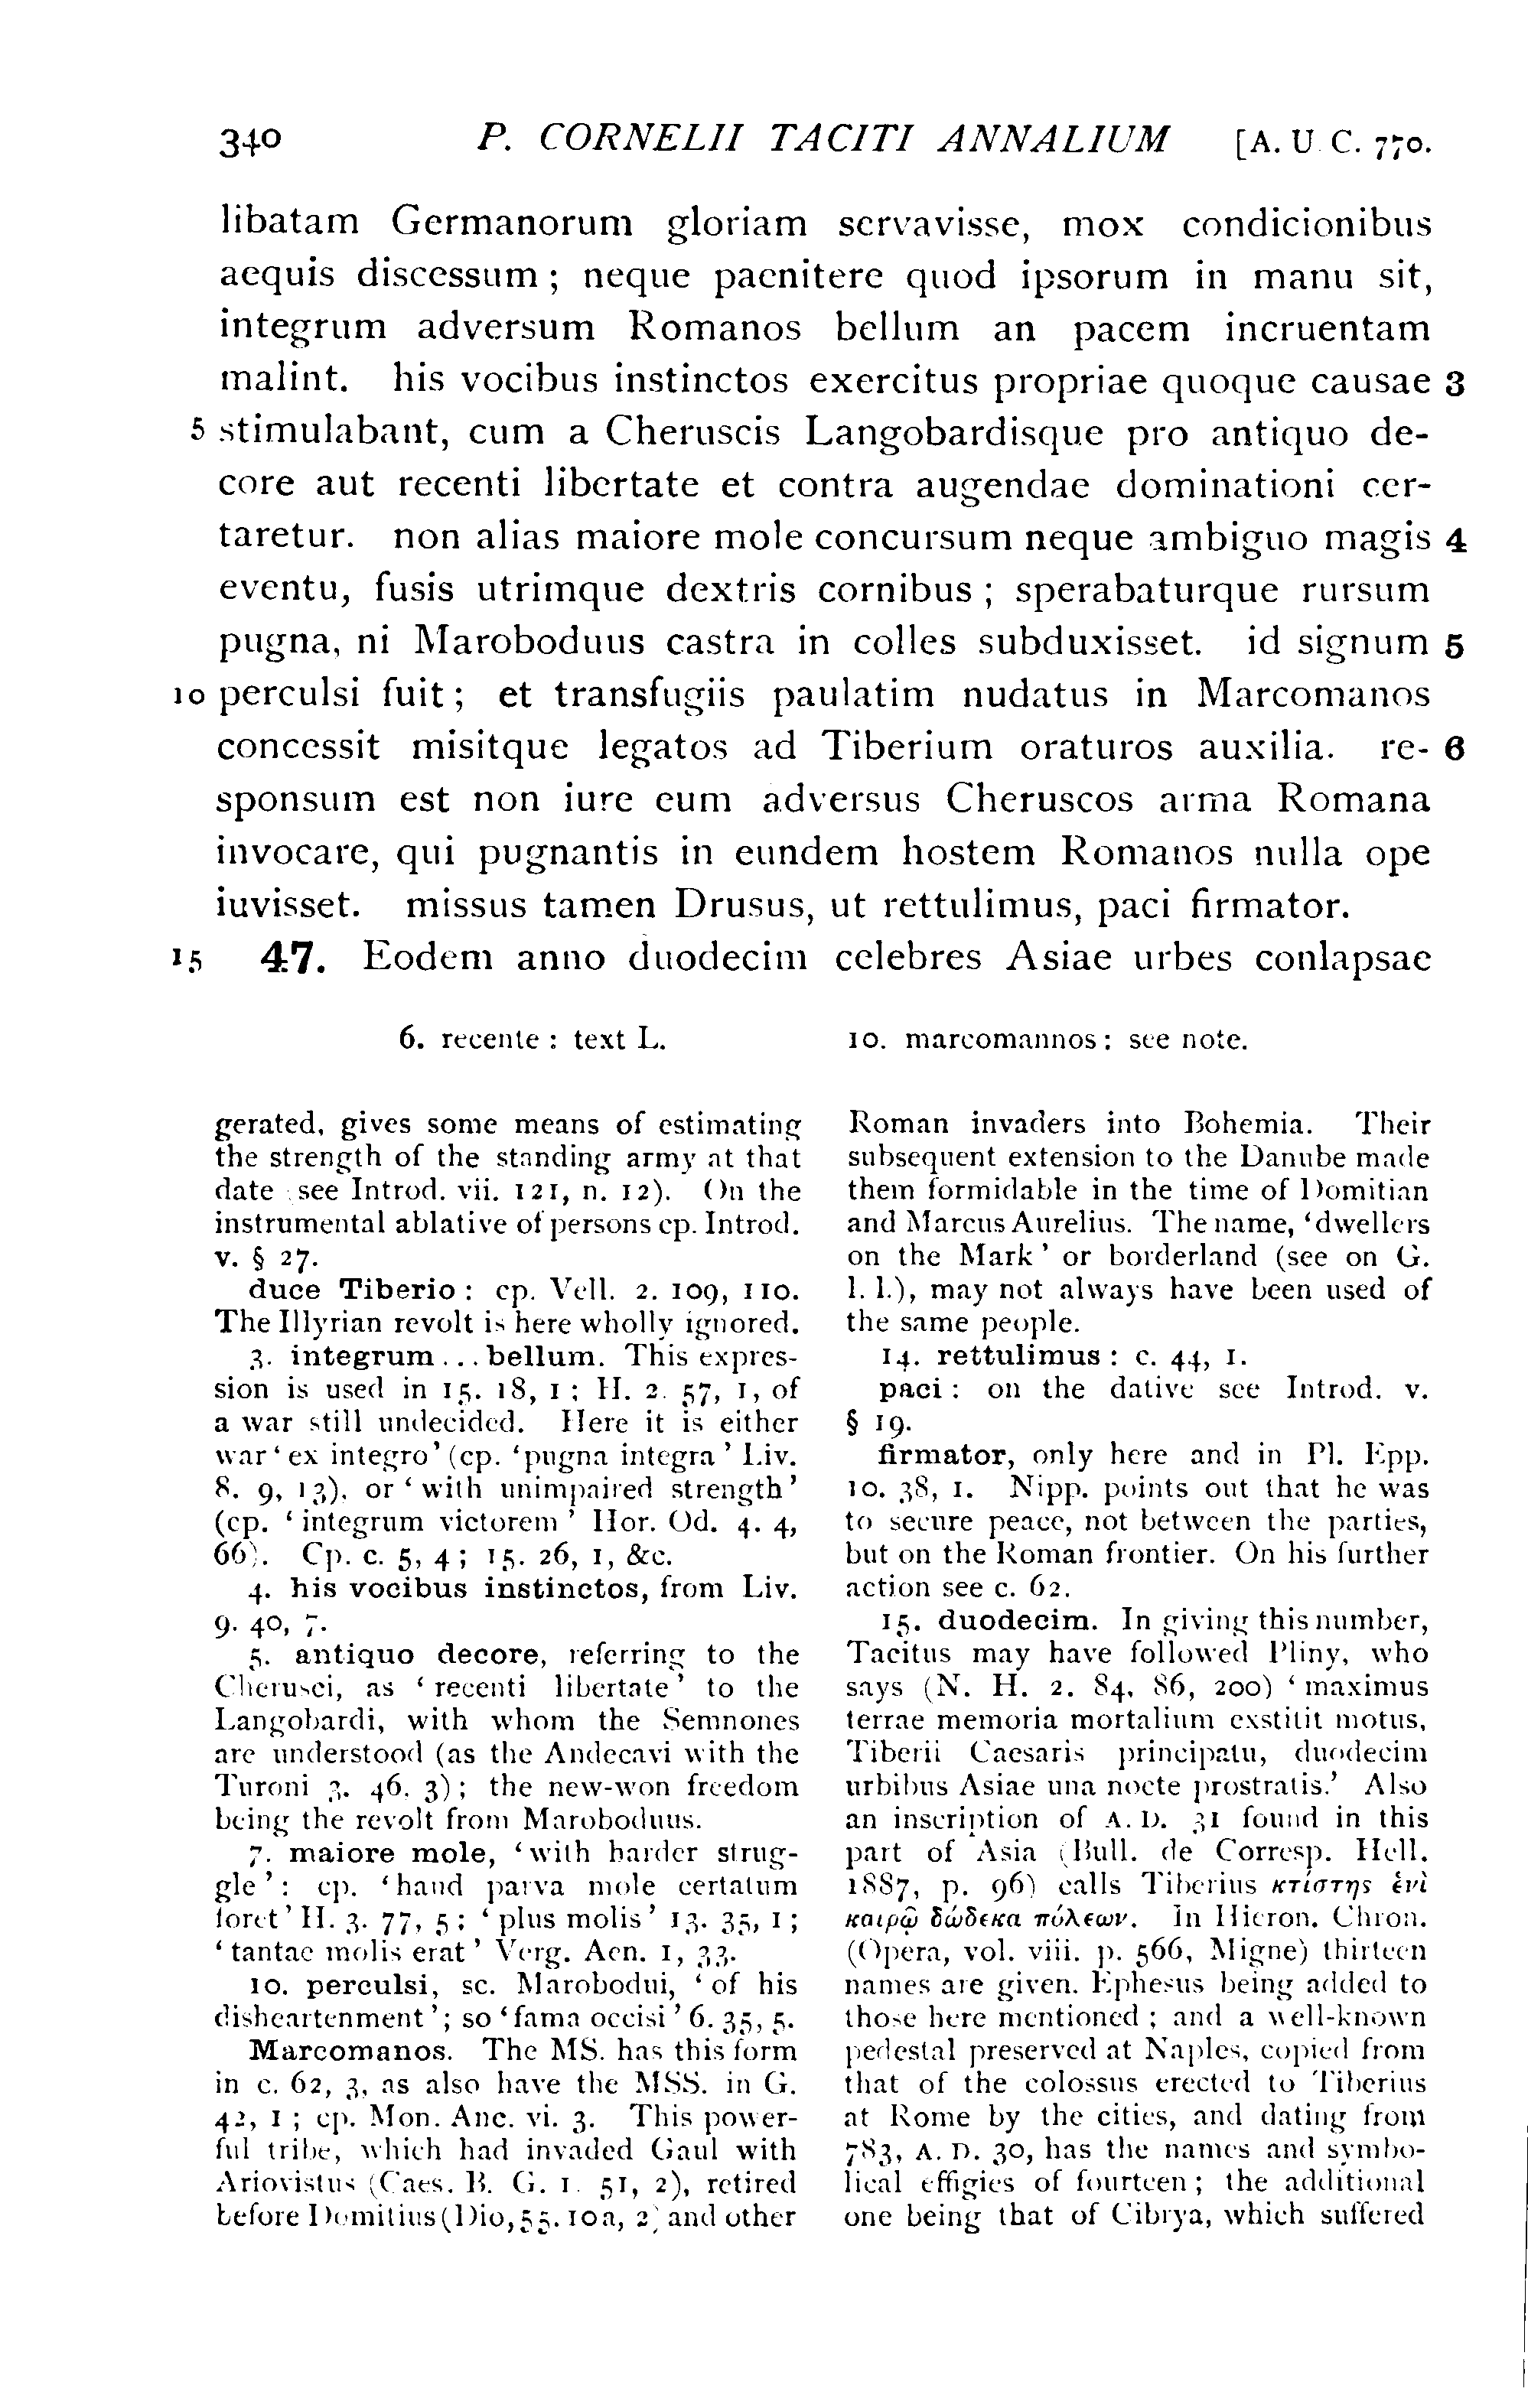 340 P. CORNELII TACITI ANNALIUM [A. U. C. 770.
libatam Germanorum gloriam servavisse, mox condicionibus
aequis discessum; neque paenitere quod ipsorum in manu sit,
integrum adversum Romanos bellum an pacem incruentam
malint. his vocibus instinctos exercitus propriae quoque causae 3
5 stimulabant, cum a Cheruscis Langobardisque pro antiquo de-
core aut recenti libertate et contra augendae dominationi cer-
taretur. non alias maiore mole concursum neque ambiguo magis 4
eventu, fusis utrimque dextris cornibus; sperabaturque rursum
pugna, ni Maroboduus castra in colles subduxisset. id signum 5
10 perculsi fuit; et transfugiis paulatim nudatus in Marcomanos
concessit misitque legatos ad Tiberium oraturos auxilia. re- 6
sponsum est non iure eum adversus Cheruscos arma Romana
invocare, qui pugnantis in eundem hostem Romanos nulla ope
iuvisset. missus tamen Drusus, ut rettulimus, paci firmator.
15 47. Eodem anno duodecim celebres Asiae urbes conlapsae
6. recente: text L. 10. marcomannos: see note.
gerated, gives some means of estimating
the strength of the standing army at that
date see Introd. vii. 121, n. 12). On the
instrumental ablative of persons cp. Introd.
v. § 27.
duce Tiberio: cp. Vell. 2. 109, 110.
The Illyrian revolt is here wholly ignored.
3. integrum...bellum. This expres-
sion is used in 15. 18, 1; H. 2. 57, 1, of
a war still undecided. Here it is either
war 'ex integro' (cp. 'pugna integra' Liv.
8. 9, 13), or 'with unimpaired strength'
(cp. 'integrum victorem' Hor. Od. 4. 4,
66). Cp. c. 5, 4; 15. 26, 1, &c.
4. his vocibus instinctos, from Liv.
9. 40, 7.
5. antiquo decore, referring to the
Cherusci, as 'recenti libertate' to the
Langobardi, with whom the Semnones
are understood (as the Andecavi with the
Turoni 3. 46. 3); the new-won freedom
being the revolt from Maroboduus.
7. maiore mole, 'with harder strug-
gle': cp. 'haud parva mole certatum
foret' H. 3. 77, 5; 'plus molis' 13. 35, 1;
'tantae molis erat' Verg. Aen. 1, 33.
10. perculsi, sc. Marobodui, 'of his
disheartenment'; so 'fama occisi' 6. 35, 5.
Marcomanos. The MS. has this form
in c. 62, 3, as also have the MSS. in G.
42, 1; cp. Mon. Anc. vi. 3. This power-
ful tribe, which had invaded Gaul with
Ariovistus (Caes. B. G. 1. 51, 2), retired
before Domitius (Dio, 55. 10a, 2) and other
Roman invaders into Bohemia. Their
subsequent extension to the Danube made
them formidable in the time of Domitian
and Marcus Aurelius. The name, 'dwellers
on the Mark' or borderland (see on G.
l. l.), may not always have been used of
the same people.
14. rettulimus: c. 44, 1.
paci: on the dative see Introd. v.
§ 19.
firmator, only here and in Pl. Epp.
10. 38, 1. Nipp. points out that he was
to secure peace, not between the parties,
but on the Roman frontier. On his further
action see c. 62.
15. duodecim. In giving this number,
Tacitus may have followed Pliny, who
says (N. H. 2. 84, 86, 200) 'maximus
terrae memoria mortalium exstitit motus,
Tiberii Caesaris principatu, duodecim
urbibus Asiae una nocte prostratis.' Also
an inscription of A. D. 31 found in this
part of Asia (Bull. de Corresp. Hell.
1887, p. 96) calls Tiberius κτίστης ἑνὶ
καιρῷ δώδεκα πόλεων. In Hieron. Chron.
(Opera, vol. viii. p. 566, Migne) thirteen
names are given. Ephesus being added to
those here mentioned; and a well-known
pedestal preserved at Naples, copied from
that of the colossus erected to Tiberius
at Rome by the cities, and dating from
783, A. D. 30, has the names and symbo-
lical effigies of fourteen; the additional
one being that of Cibyra, which suffered